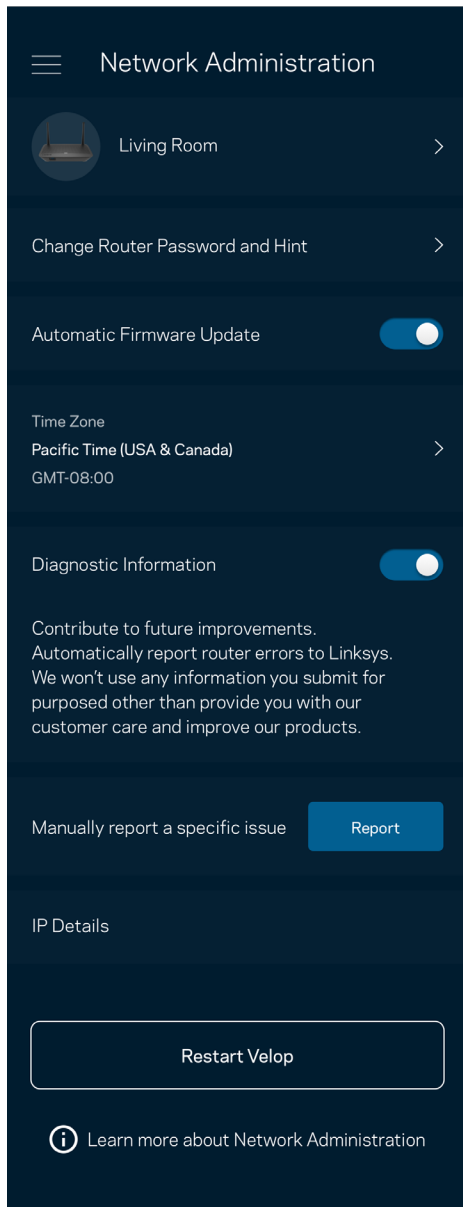 Network Administration
Living Room
Change Router Password and Hint
Automatic Firmware Update
Time Zone
Pacific Time (USA & Canada)
GMT-08:00
Diagnostic Information
Contribute to future improvements.
Automatically report router errors to Linksys.
We won't use any information you submit for
purposed other than provide you with our
customer care and improve our products.
Manually report a specific issue
Report
IP Details
Restart Velop
Learn more about Network Administration